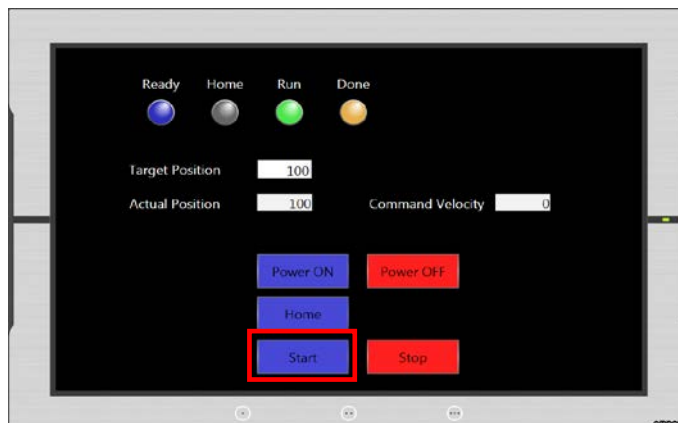 Ready Home Run Done
Target Position 100
Actual Position 100 Command Velocity 0
Power ON Power OFF
Home
Start Stop